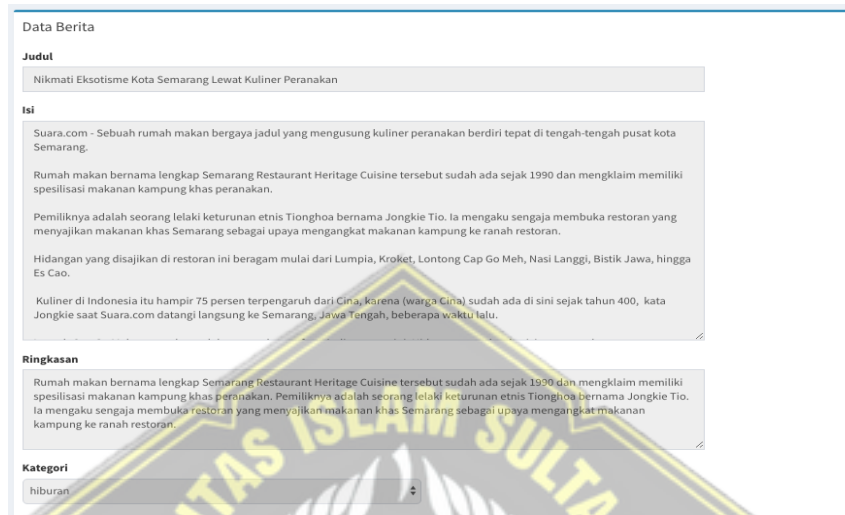 Data Berita
Judul
Nikmati Eksotisme Kota Semarang Lewat Kuliner Peranakan
Isi
Suara.com - Sebuah rumah makan bergaya jadul yang mengusung kuliner peranakan berdiri tepat di tengah-tengah pusat kota
Semarang.
Rumah makan bernama lengkap Semarang Restaurant Heritage Cuisine tersebut sudah ada sejak 1990 dan mengklaim memiliki
spesilisasi makanan kampung khas peranakan.
Pemiliknya adalah seorang lelaki keturunan etnis Tionghoa bernama Jongkie Tio. Ia mengaku sengaja membuka restoran yang
menyajikan makanan khas Semarang sebagai upaya mengangkat makanan kampung ke ranah restoran.
Hidangan yang disajikan di restoran ini beragam mulai dari Lumpia, Kroket, Lontong Cap Go Meh, Nasi Langgi, Bistik Jawa, hingga
Es Cao.
Kuliner di Indonesia itu hampir 75 persen terpengaruh dari Cina, karena (warga Cina) sudah ada di sini sejak tahun 400, kata
Jongkie saat Suara.com datangi langsung ke Semarang, Jawa Tengah, beberapa waktu lalu.
Ringkasan
Rumah makan bernama lengkap Semarang Restaurant Heritage Cuisine tersebut sudah ada sejak 1990 dan mengklaim memiliki
spesilisasi makanan kampung khas peranakan. Pemiliknya adalah seorang lelaki keturunan etnis Tionghoa bernama Jongkie Tio.
Ia mengaku sengaja membuka restoran yang menyajikan makanan khas Semarang sebagai upaya mengangkat makanan
kampung ke ranah restoran.
Kategori
hiburan
ISLAM SUL